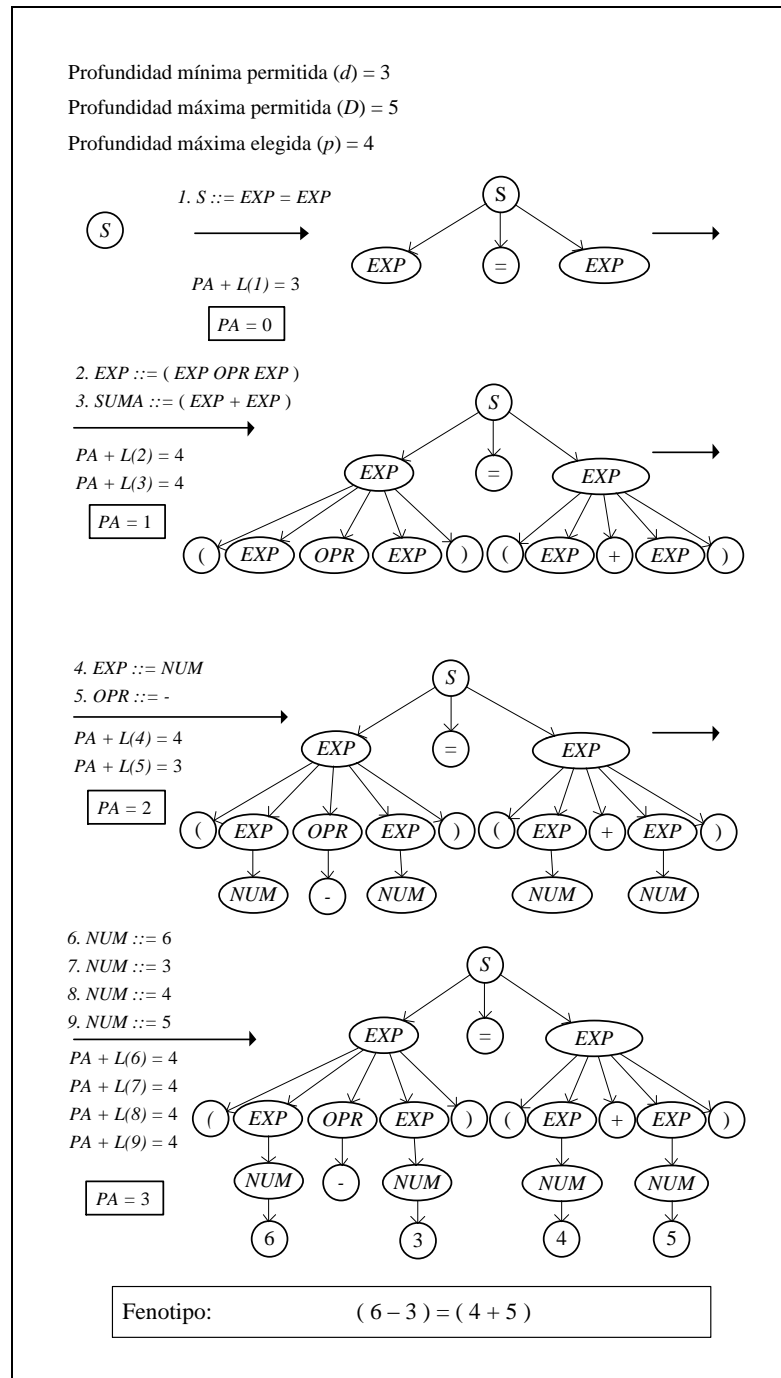 Profundidad mínima permitida (d) = 3
Profundidad máxima permitida (D) = 5
Profundidad máxima elegida (p) = 4
1. S ::= EXP = EXP
S
PA + L(1) = 3
PA = 0
S
EXP = EXP
2. EXP ::= ( EXP OPR EXP )
3. SUMA ::= ( EXP + EXP )
PA + L(2) = 4
PA + L(3) = 4
PA = 1
S
EXP = EXP
( EXP OPR EXP ) ( EXP + EXP )
4. EXP ::= NUM
5. OPR ::= -
PA + L(4) = 4
PA + L(5) = 3
PA = 2
S
EXP = EXP
( EXP OPR EXP ) ( EXP + EXP )
NUM - NUM NUM NUM
6. NUM ::= 6
7. NUM ::= 3
8. NUM ::= 4
9. NUM ::= 5
PA + L(6) = 4
PA + L(7) = 4
PA + L(8) = 4
PA + L(9) = 4
PA = 3
S
EXP = EXP
( EXP OPR EXP ) ( EXP + EXP )
NUM - NUM NUM NUM
6 3 4 5
Fenotipo: ( 6 – 3 ) = ( 4 + 5 )